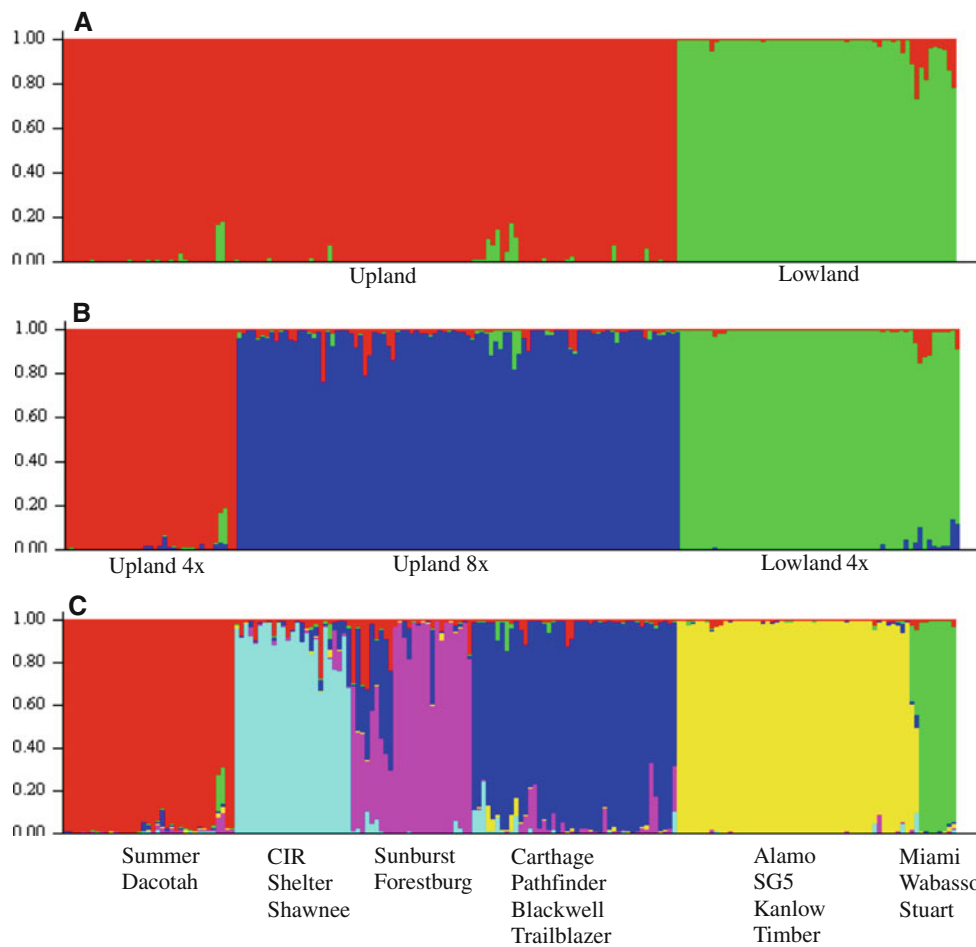 A
1.00
0.80
0.60
0.40
0.20
0.00
Upland Lowland
B
1.00
0.80
0.60
0.40
0.20
0.00
Upland 4x Upland 8x Lowland 4x
C
1.00
0.80
0.60
0.40
0.20
0.00
Summer
Dacotah
CIR
Shelter
Shawnee
Sunburst
Forestburg
Carthage
Pathfinder
Blackwell
Trailblazer
Alamo
SG5
Kanlow
Timber
Miami
Wabasso
Stuart